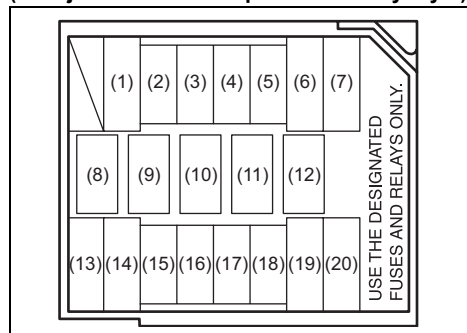 (1) (2) (3) (4) (5) (6) (7)
(8) (9) (10) (11) (12)
(13) (14) (15) (16) (17) (18) (19) (20)
USE THE DESIGNATED
FUSES AND RELAYS ONLY.